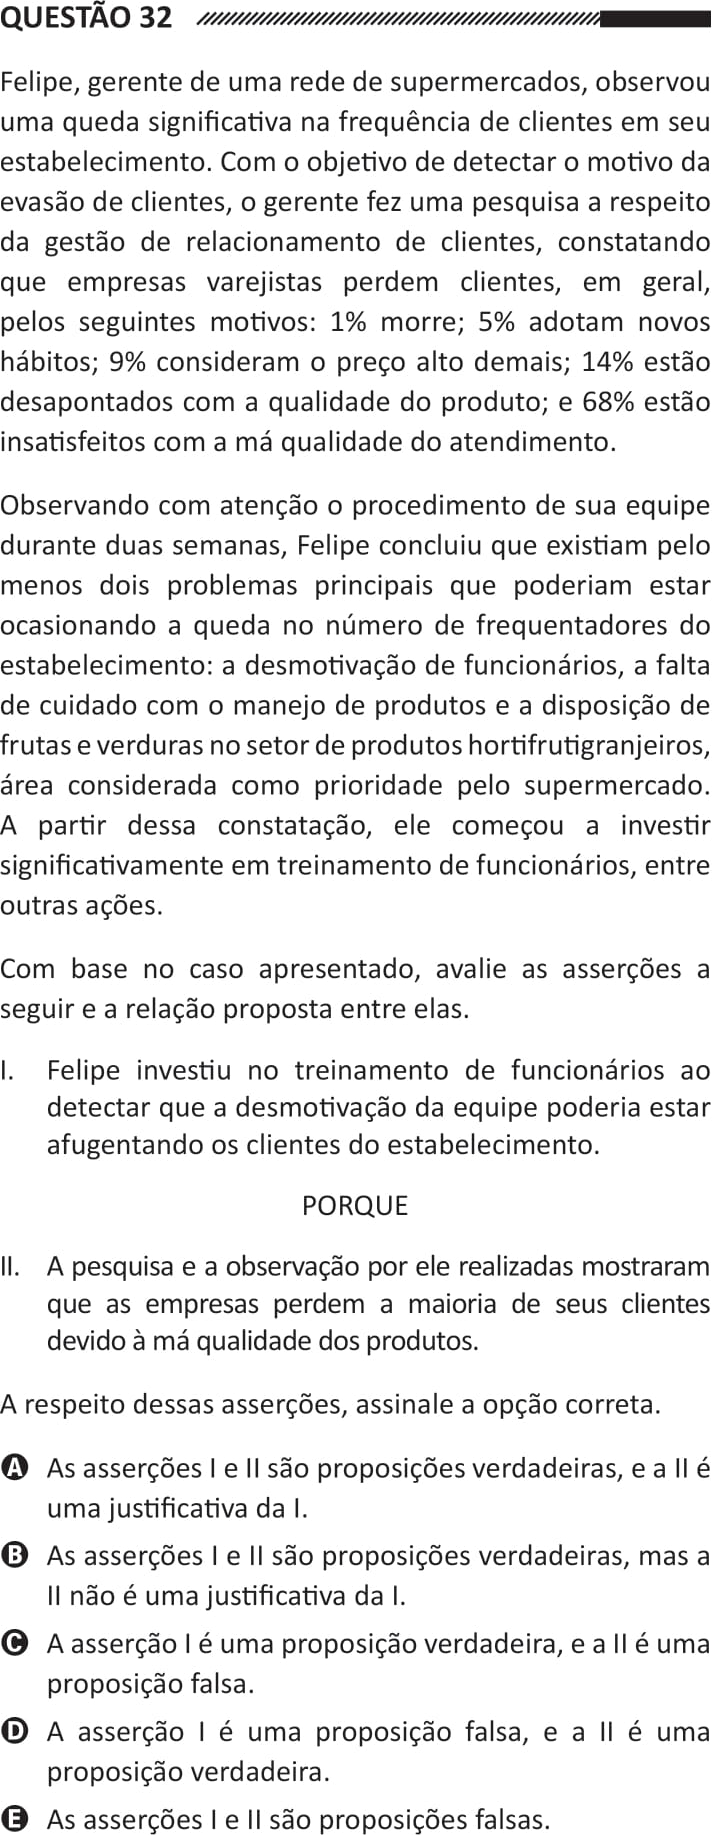 QUESTÃO 32
Felipe, gerente de uma rede de supermercados, observou
uma queda significativa na frequência de clientes em seu
estabelecimento. Com o objetivo de detectar o motivo da
evasão de clientes, o gerente fez uma pesquisa a respeito
da gestão de relacionamento de clientes, constatando
que empresas varejistas perdem clientes, em geral,
pelos seguintes motivos: 1% morre; 5% adotam novos
hábitos; 9% consideram o preço alto demais; 14% estão
desapontados com a qualidade do produto; e 68% estão
insatisfeitos com a má qualidade do atendimento.
Observando com atenção o procedimento de sua equipe
durante duas semanas, Felipe concluiu que existiam pelo
menos dois problemas principais que poderiam estar
ocasionando a queda no número de frequentadores do
estabelecimento: a desmotivação de funcionários, a falta
de cuidado com o manejo de produtos e a disposição de
frutas e verduras no setor de produtos hortifrutigranjeiros,
área considerada como prioridade pelo supermercado.
A partir dessa constatação, ele começou a investir
significativamente em treinamento de funcionários, entre
outras ações.
Com base no caso apresentado, avalie as asserções a
seguir e a relação proposta entre elas.
I. Felipe investiu no treinamento de funcionários ao
detectar que a desmotivação da equipe poderia estar
afugentando os clientes do estabelecimento.
PORQUE
II. A pesquisa e a observação por ele realizadas mostraram
que as empresas perdem a maioria de seus clientes
devido à má qualidade dos produtos.
A respeito dessas asserções, assinale a opção correta.
A As asserções I e II são proposições verdadeiras, e a II é
uma justificativa da I.
B As asserções I e II são proposições verdadeiras, mas a
II não é uma justificativa da I.
C A asserção I é uma proposição verdadeira, e a II é uma
proposição falsa.
D A asserção I é uma proposição falsa, e a II é uma
proposição verdadeira.
E As asserções I e II são proposições falsas.